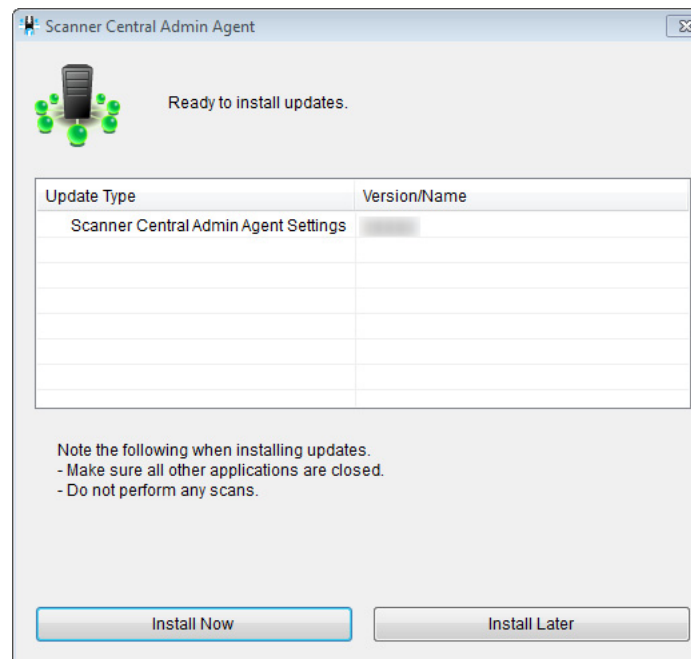 Scanner Central Admin Agent
Ready to install updates.
Update Type Version/Name
Scanner Central Admin Agent Settings
Note the following when installing updates.
- Make sure all other applications are closed.
- Do not perform any scans.
Install Now Install Later